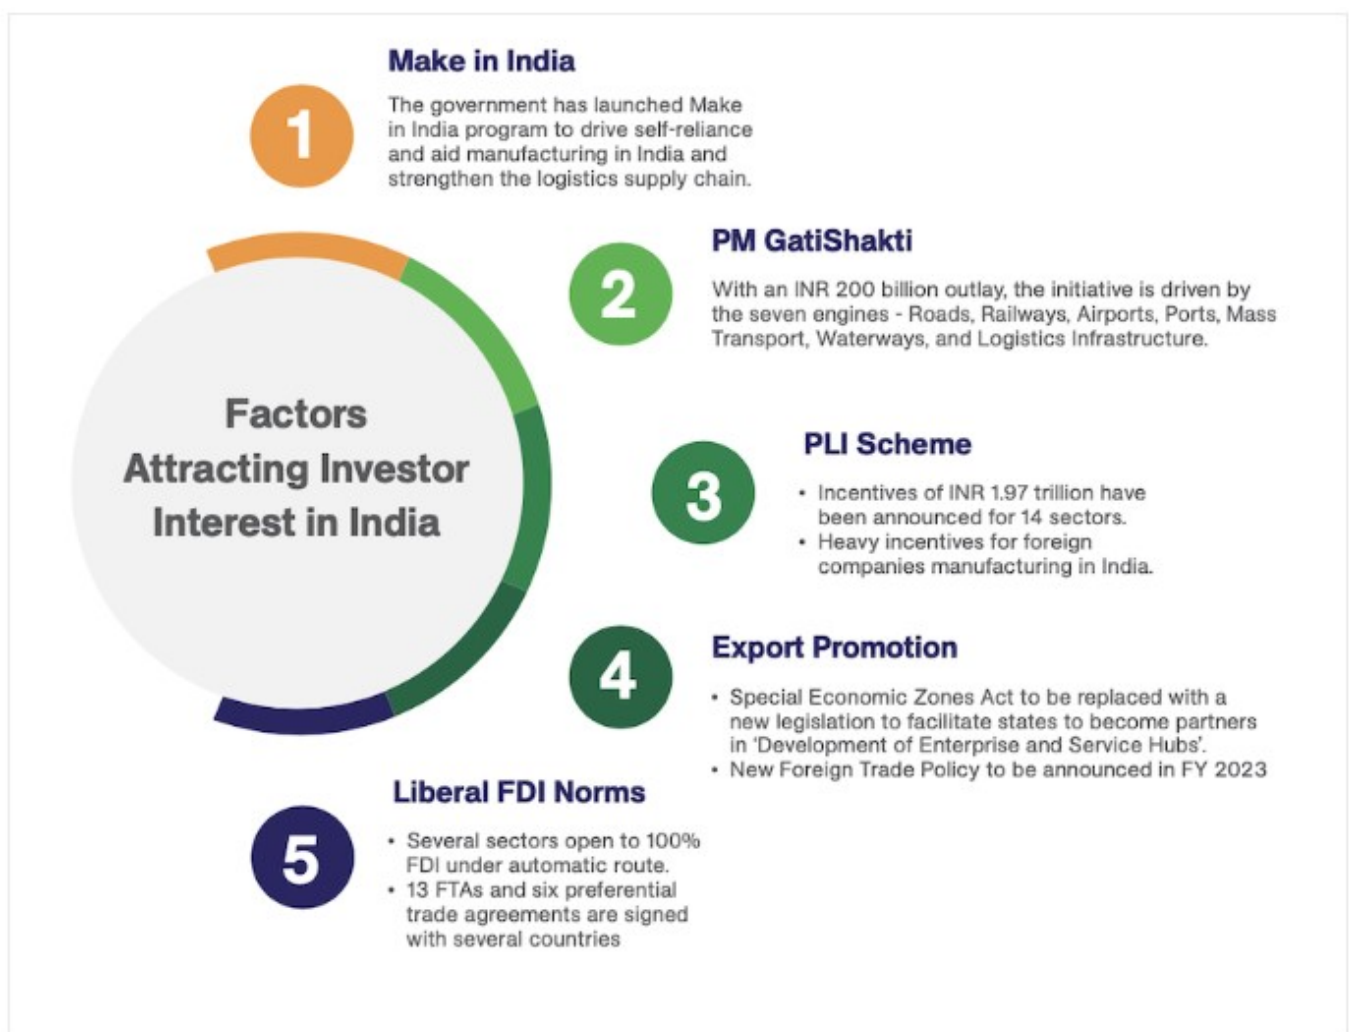 Make in India
1
The government has launched Make
in India program to drive self-reliance
and aid manufacturing in India and
strengthen the logistics supply chain.
PM GatiShakti
2
With an INR 200 billion outlay, the initiative is driven by
the seven engines - Roads, Railways, Airports, Ports, Mass
Transport, Waterways, and Logistics Infrastructure.
Factors
Attracting Investor
Interest in India
PLI Scheme
3
• Incentives of INR 1.97 trillion have
been announced for 14 sectors.
• Heavy incentives for foreign
companies manufacturing in India.
Export Promotion
4
• Special Economic Zones Act to be replaced with a
new legislation to facilitate states to become partners
in ‘Development of Enterprise and Service Hubs’.
• New Foreign Trade Policy to be announced in FY 2023
Liberal FDI Norms
5
• Several sectors open to 100%
FDI under automatic route.
• 13 FTAs and six preferential
trade agreements are signed
with several countries